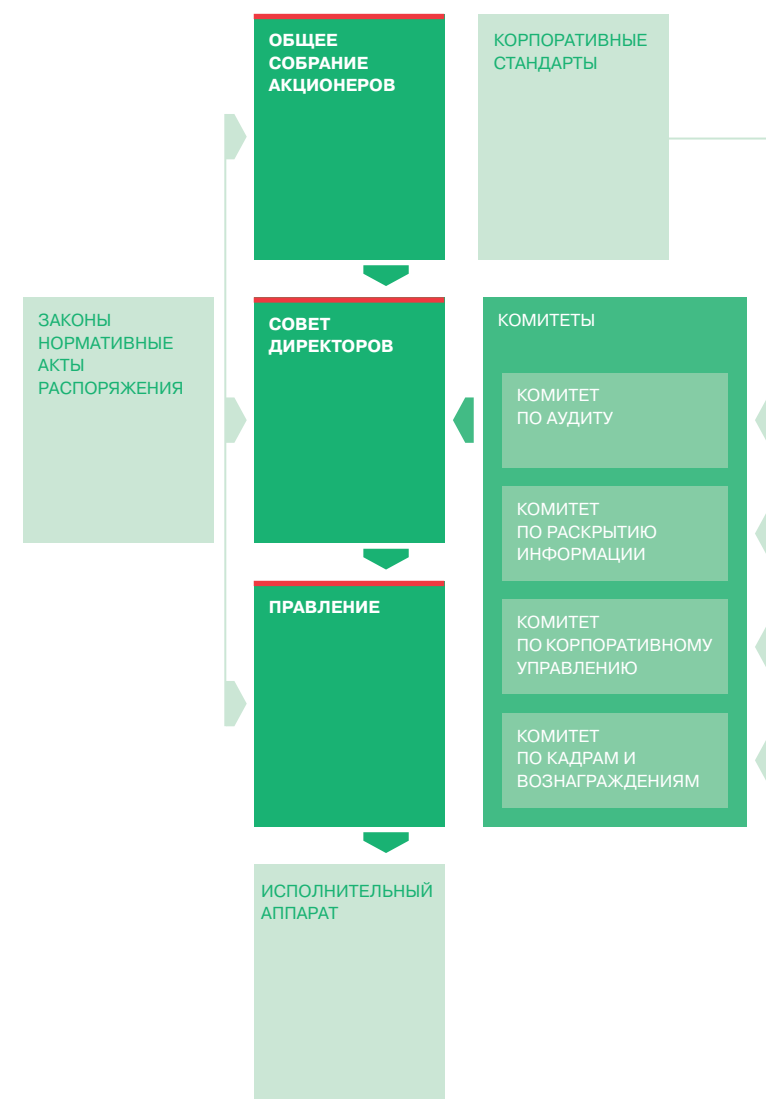 ОБЩЕЕ
СОБРАНИЕ
АКЦИОНЕРОВ
КОРПОРАТИВНЫЕ
СТАНДАРТЫ
ЗАКОНЫ
НОРМАТИВНЫЕ
АКТЫ
РАСПОРЯЖЕНИЯ
СОВЕТ
ДИРЕКТОРОВ
КОМИТЕТЫ
КОМИТЕТ
ПО АУДИТУ
КОМИТЕТ
ПО РАСКРЫТИЮ
ИНФОРМАЦИИ
КОМИТЕТ
ПО КОРПОРАТИВНОМУ
УПРАВЛЕНИЮ
КОМИТЕТ
ПО КАДРАМ И
ВОЗНАГРАЖДЕНИЯМ
ПРАВЛЕНИЕ
ИСПОЛНИТЕЛЬНЫЙ
АППАРАТ